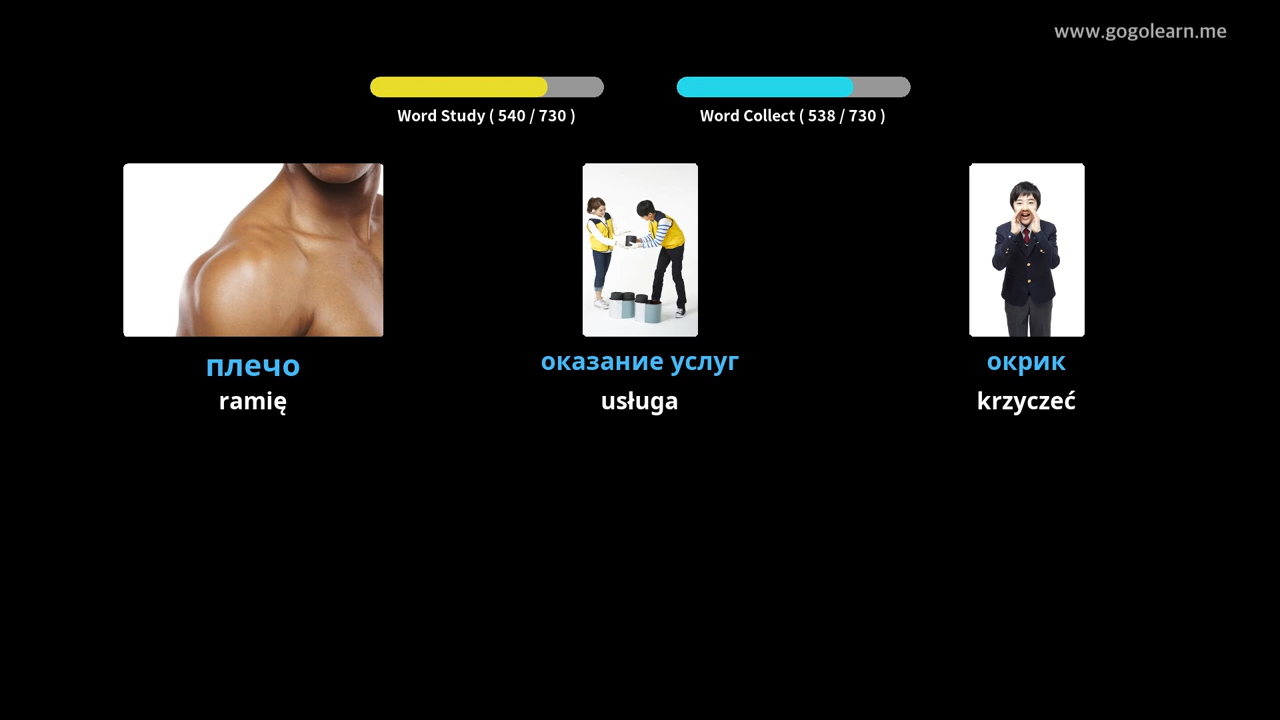 www.gogolearn.me
Word Study ( 540 / 730 )
Word Collect ( 538 / 730 )
плечо
ramię
оказание услуг
usługa
окрик
krzyczeć